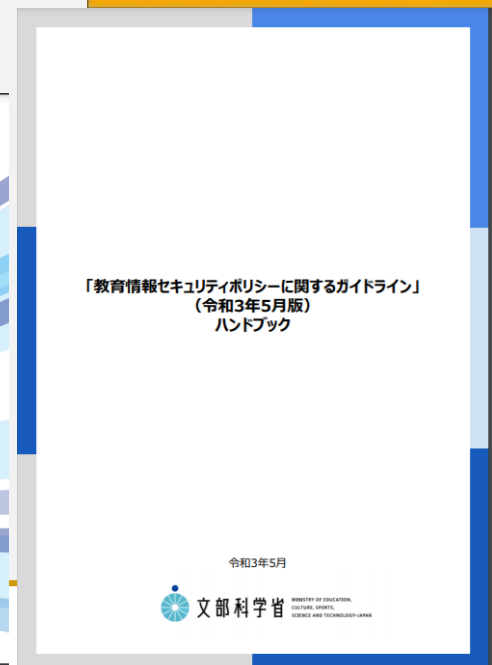 「教育情報セキュリティポリシーに関するガイドライン」
（令和3年5月版）
ハンドブック
令和3年5月
文部科学省
MINISTRY OF EDUCATION,
CULTURE, SPORTS,
SCIENCE AND TECHNOLOGY-JAPAN